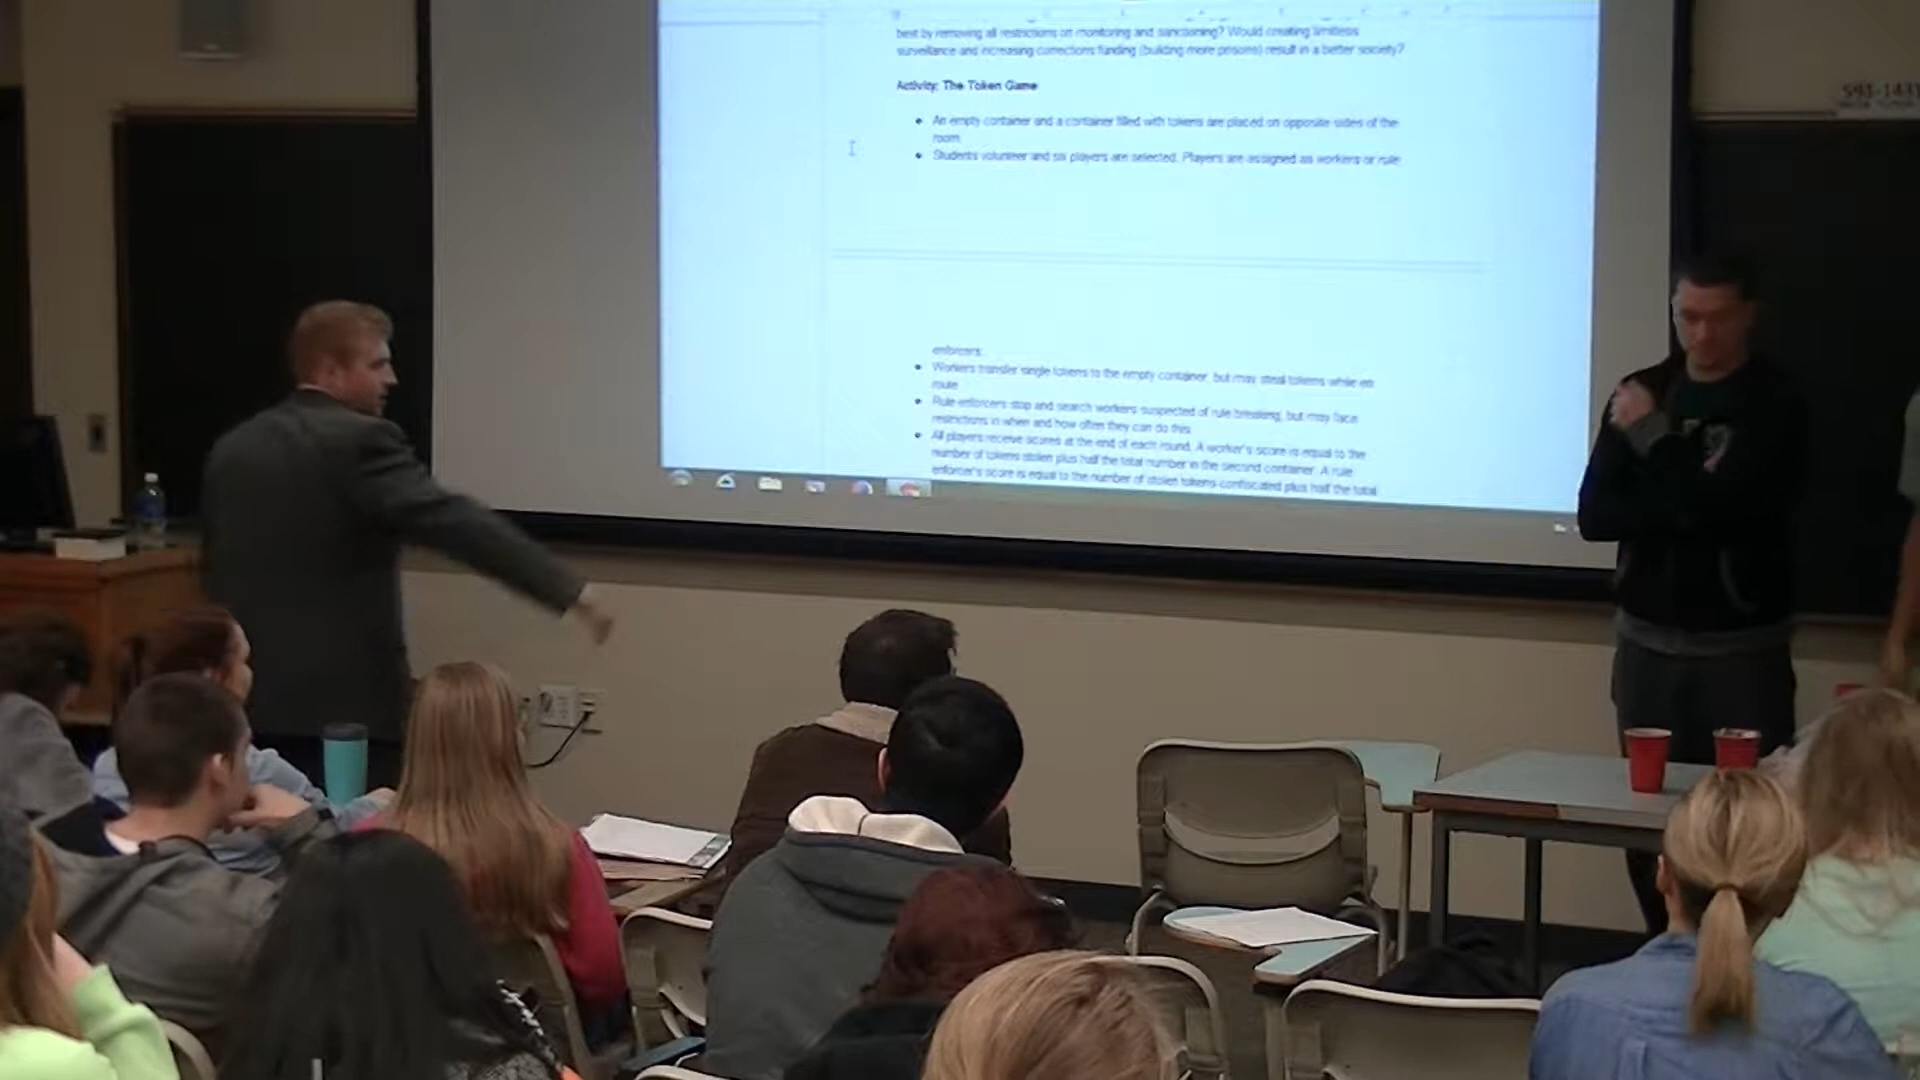 best by removing all restrictions on monitoring and sanctioning? Would creating limitless
surveillance and increasing corrections funding (building more prisons) result in a better society?
Activity: The Token Game
• An empty container and a container filled with tokens are placed on opposite sides of the
room.
• Students volunteer and six players are selected. Players are assigned as workers or rule
enforcers.
• Workers transfer single tokens to the empty container, but may steal tokens while en
route.
• Rule enforcers stop and search workers suspected of rule breaking, but may face
restrictions in when and how often they can do this.
• All players receive scores at the end of each round. A worker's score is equal to the
number of tokens stolen plus half the total number in the second container. A rule
enforcer's score is equal to the number of stolen tokens confiscated plus half the total
593-1431